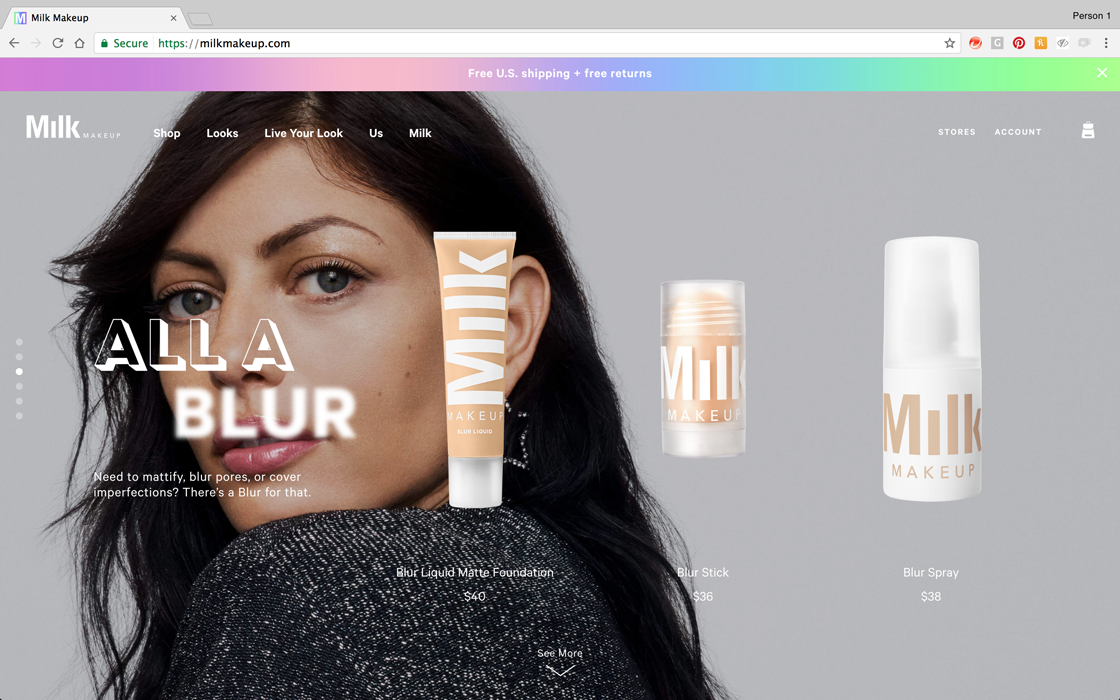 Milk Makeup
Person 1
Secure https://milkmakeup.com
Free U.S. shipping + free returns
Milk MAKEUP
Shop
Looks
Live Your Look
Us
Milk
STORES
ACCOUNT
ALL A
BLUR
Need to mattify, blur pores, or cover
imperfections? There's a Blur for that.
Milk
MAKEUP
BLUR LIQUID
Milk
MAKEUP
Milk
MAKEUP
Blur Liquid Matte Foundation
$40
Blur Stick
$36
Blur Spray
$38
See More